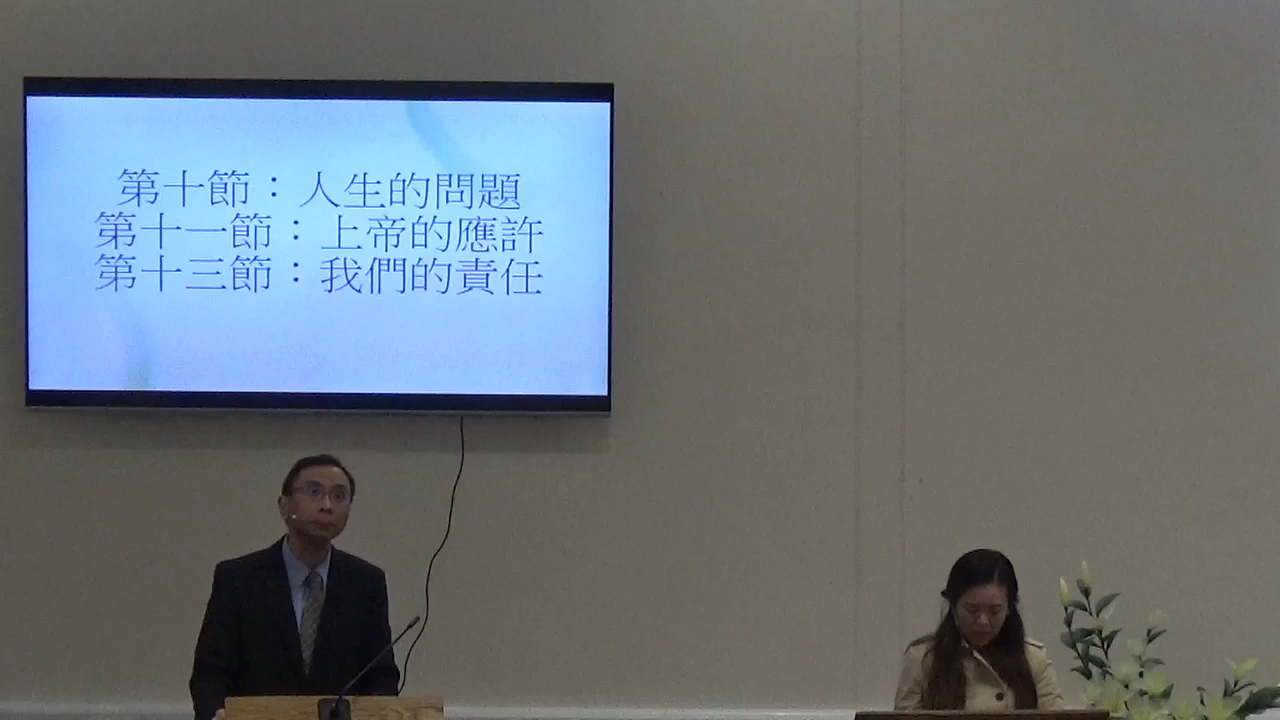 第十節：人生的問題
第十一節：上帝的應許
第十三節：我們的責任